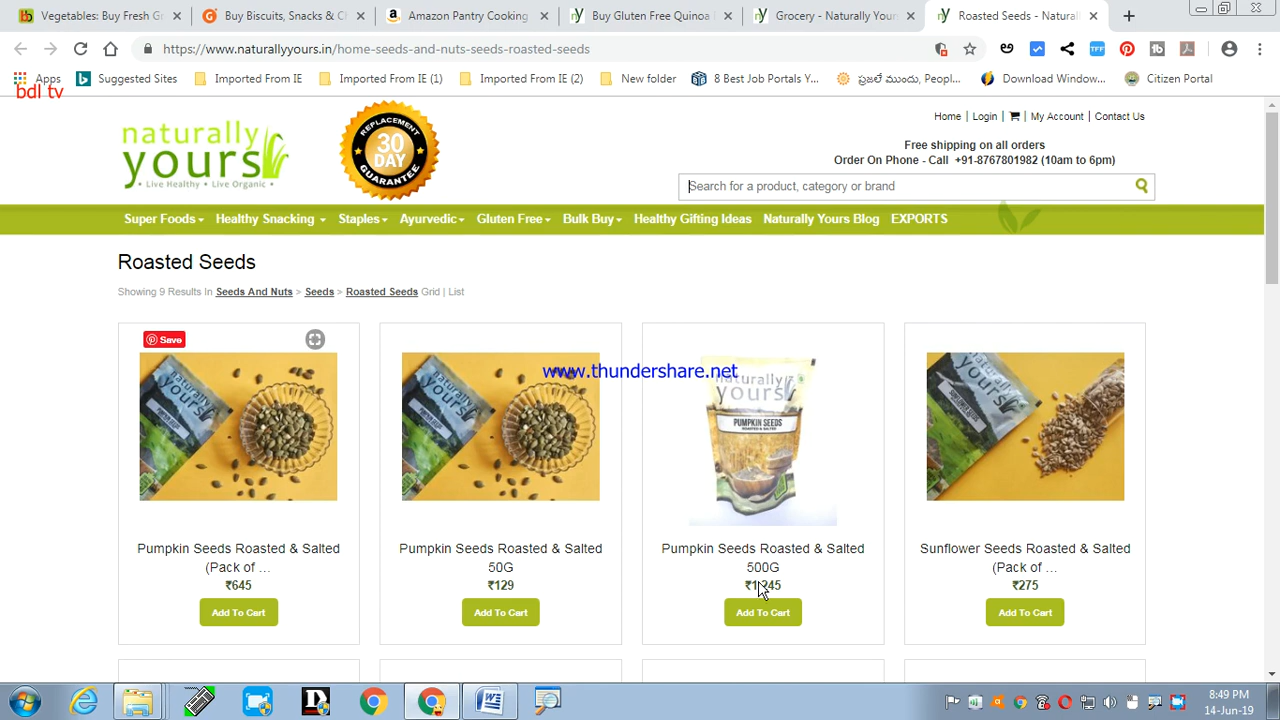 Vegetables: Buy Fresh G
Buy Biscuits, Snacks & C
Amazon Pantry Cooking
Buy Gluten Free Quinoa
Grocery - Naturally Your
Roasted Seeds - Natural
https://www.naturallyyours.in/home-seeds-and-nuts-seeds-roasted-seeds
Apps
Suggested Sites
Imported From IE
Imported From IE (1)
Imported From IE (2)
New folder
6 Best Job Portals Y...
ప్రజలే ముందు, Peopl...
Download Window...
Citizen Portal
bdl tv
naturally
yours
• Live Healthy • Live Organic •
REPLACEMENT
30
DAY
GUARANTEE
Home | Login | | My Account | Contact Us
Free shipping on all orders
Order On Phone - Call +91-8767801982 (10am to 6pm)
Search for a product, category or brand
Super Foods Healthy Snacking Staples Ayurvedic Gluten Free Bulk Buy Healthy Gifting Ideas Naturally Yours Blog EXPORTS
Roasted Seeds
Showing 9 Results In Seeds And Nuts > Seeds > Roasted Seeds Grid | List
Save
www.thundershare.net
naturally
yours
PUMPKIN SEEDS
ROASTED & SALTED
Pumpkin Seeds Roasted & Salted
(Pack of ...
₹645
Add To Cart
Pumpkin Seeds Roasted & Salted
50G
₹129
Add To Cart
Pumpkin Seeds Roasted & Salted
500G
Add To Cart
Sunflower Seeds Roasted & Salted
(Pack of ...
₹275
Add To Cart
8:49 PM
14-Jun-19